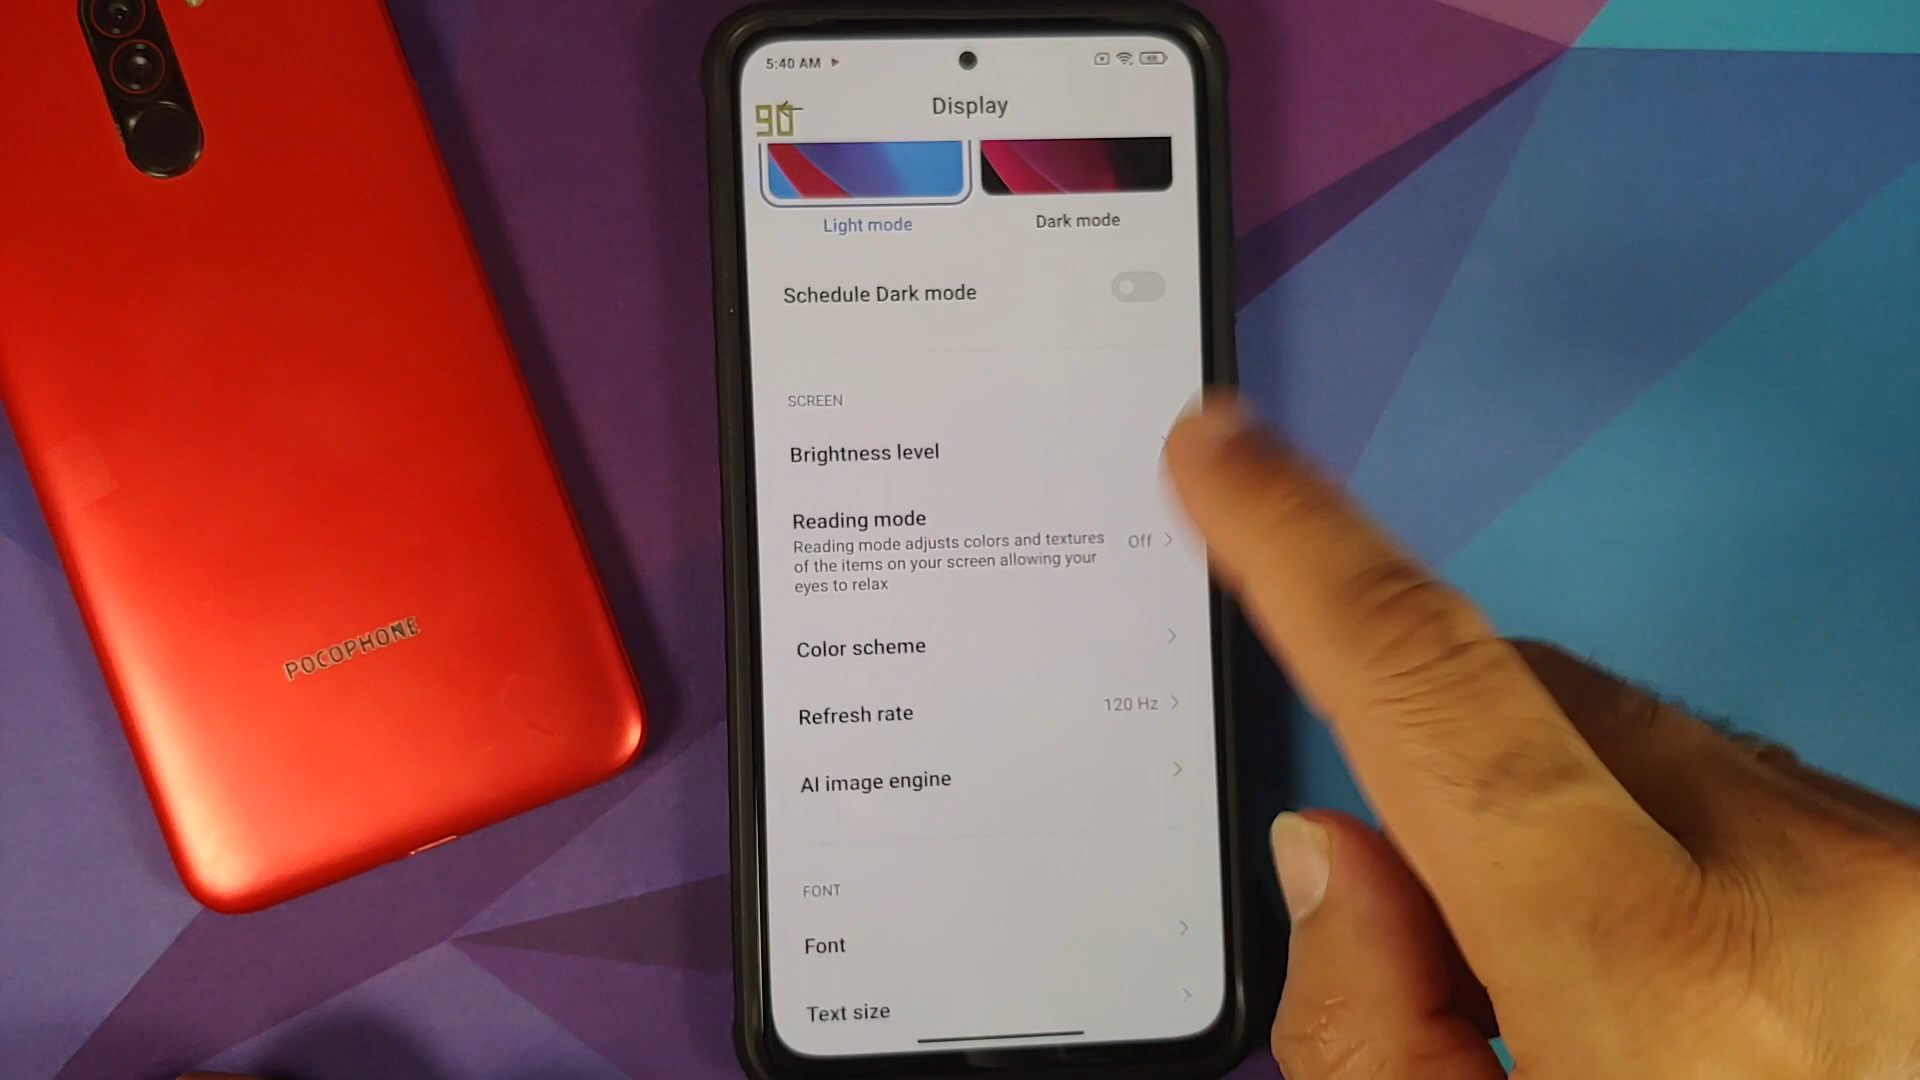 5:40 AM
90
Display
Light mode
Dark mode
Schedule Dark mode
SCREEN
Brightness level
Reading mode
Reading mode adjusts colors and textures
of the items on your screen allowing your
eyes to relax
Off
Color scheme
Refresh rate
120 Hz
AI image engine
FONT
Font
Text size
POCOPHONE